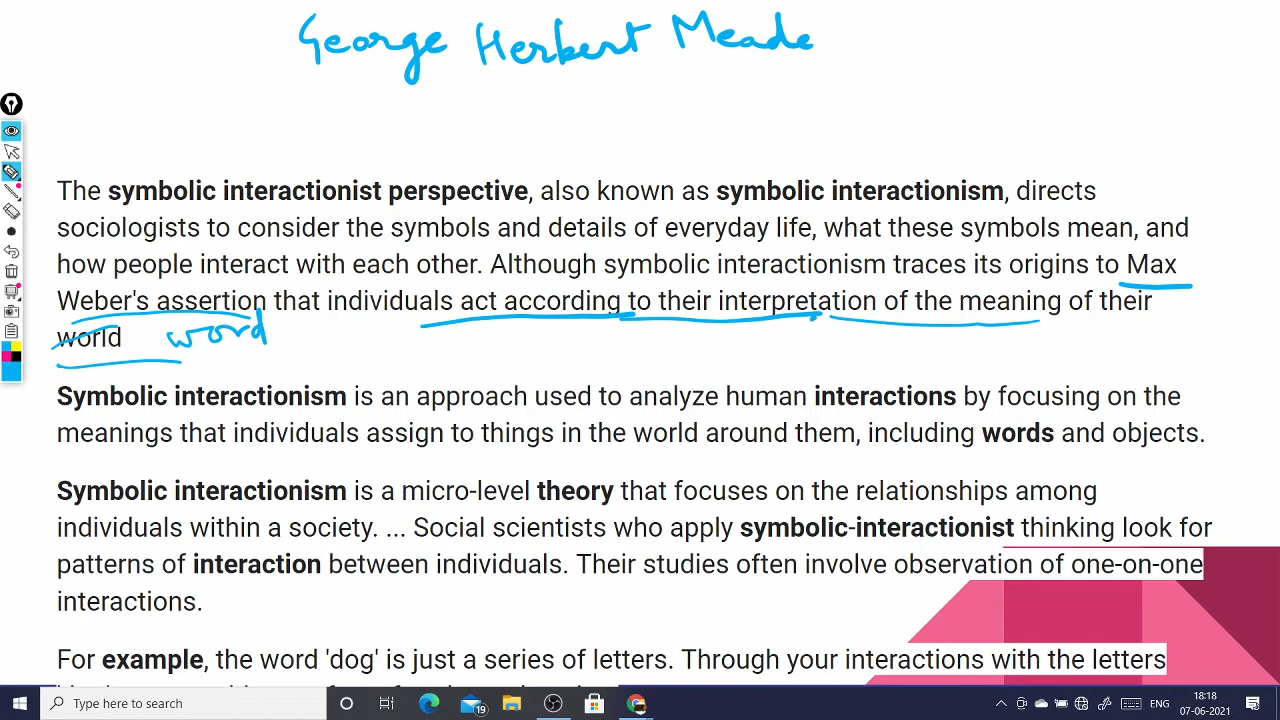 George Herbert Meade
The symbolic interactionist perspective, also known as symbolic interactionism, directs
sociologists to consider the symbols and details of everyday life, what these symbols mean, and
how people interact with each other. Although symbolic interactionism traces its origins to Max
Weber's assertion that individuals act according to their interpretation of the meaning of their
world word
Symbolic interactionism is an approach used to analyze human interactions by focusing on the
meanings that individuals assign to things in the world around them, including words and objects.
Symbolic interactionism is a micro-level theory that focuses on the relationships among
individuals within a society. ... Social scientists who apply symbolic-interactionist thinking look for
patterns of interaction between individuals. Their studies often involve observation of one-on-one
interactions.
For example, the word 'dog' is just a series of letters. Through your interactions with the letters
Type here to search
19
ENG
18:18
07-06-2021